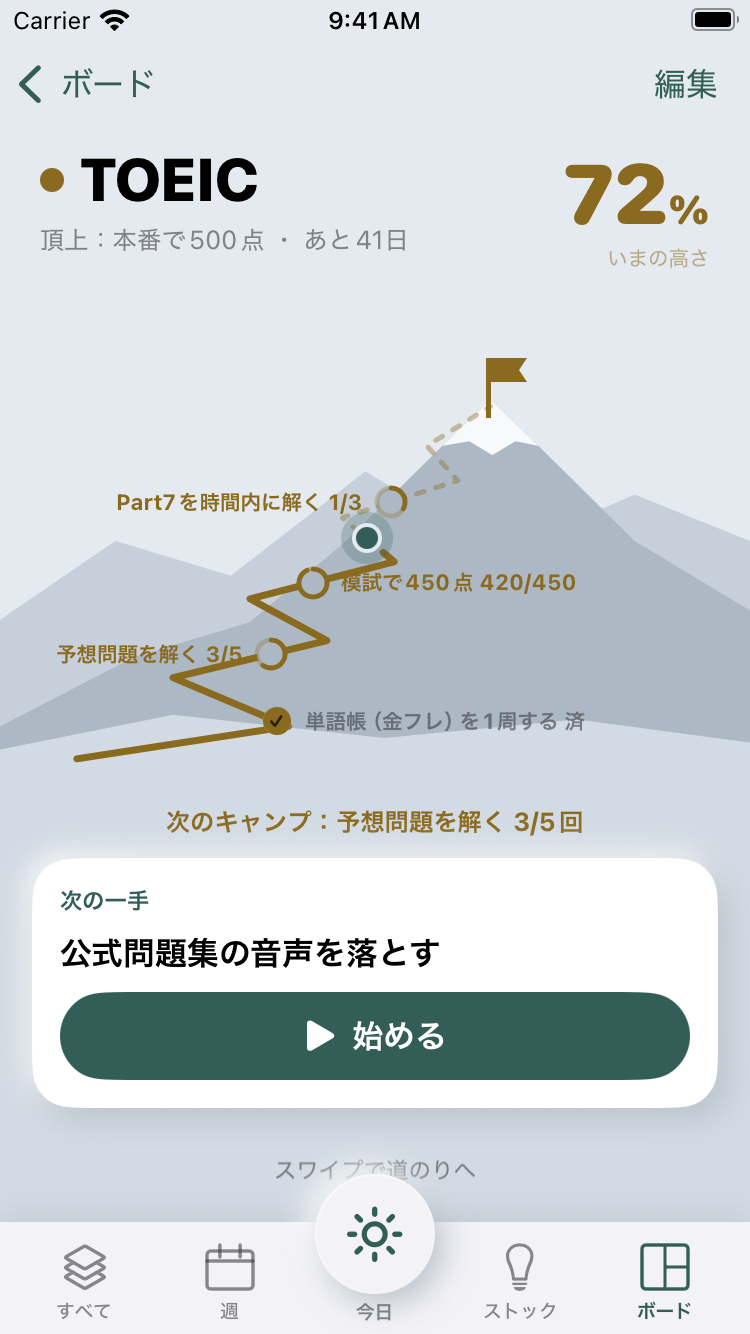 Carrier 9:41 AM
ボード 編集
TOEIC 72%
頂上：本番で500点 ・ あと41日
いまの高さ
Part7を時間内に解く 1/3
模試で450点 420/450
予想問題を解く 3/5
単語帳（金フレ）を1周する 済
次のキャンプ：予想問題を解く 3/5回
次の一手
公式問題集の音声を落とす
始める
スワイプで道のりへ
すべて 週 今日 ストック ボード